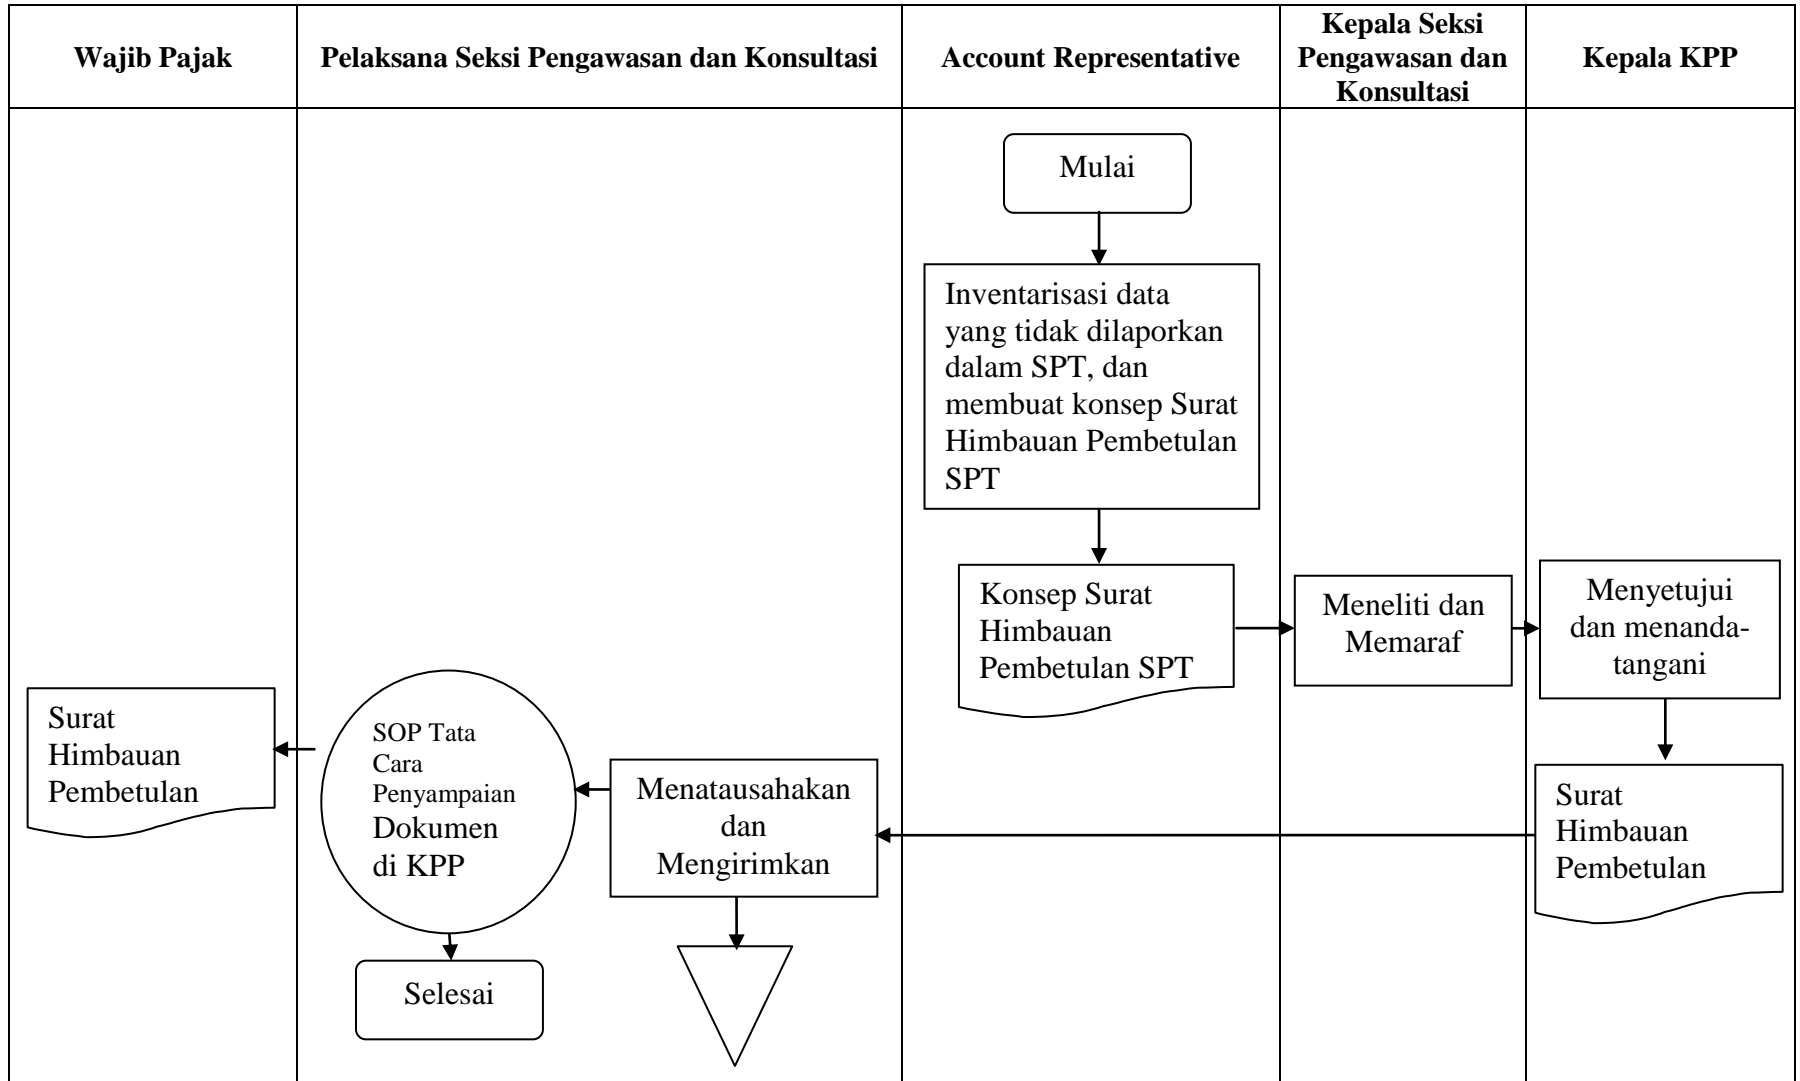 Wajib Pajak
Pelaksana Seksi Pengawasan dan Konsultasi
Account Representative
Kepala Seksi
Pengawasan dan
Konsultasi
Kepala KPP
Mulai
Inventarisasi data
yang tidak dilaporkan
dalam SPT, dan
membuat konsep Surat
Himbauan Pembetulan
SPT
Konsep Surat
Himbauan
Pembetulan SPT
Meneliti dan
Memaraf
Menyetujui
dan menanda-
tangani
Surat
Himbauan
Pembetulan
Menatausahakan
dan
Mengirimkan
SOP Tata
Cara
Penyampaian
Dokumen
di KPP
Surat
Himbauan
Pembetulan
Selesai